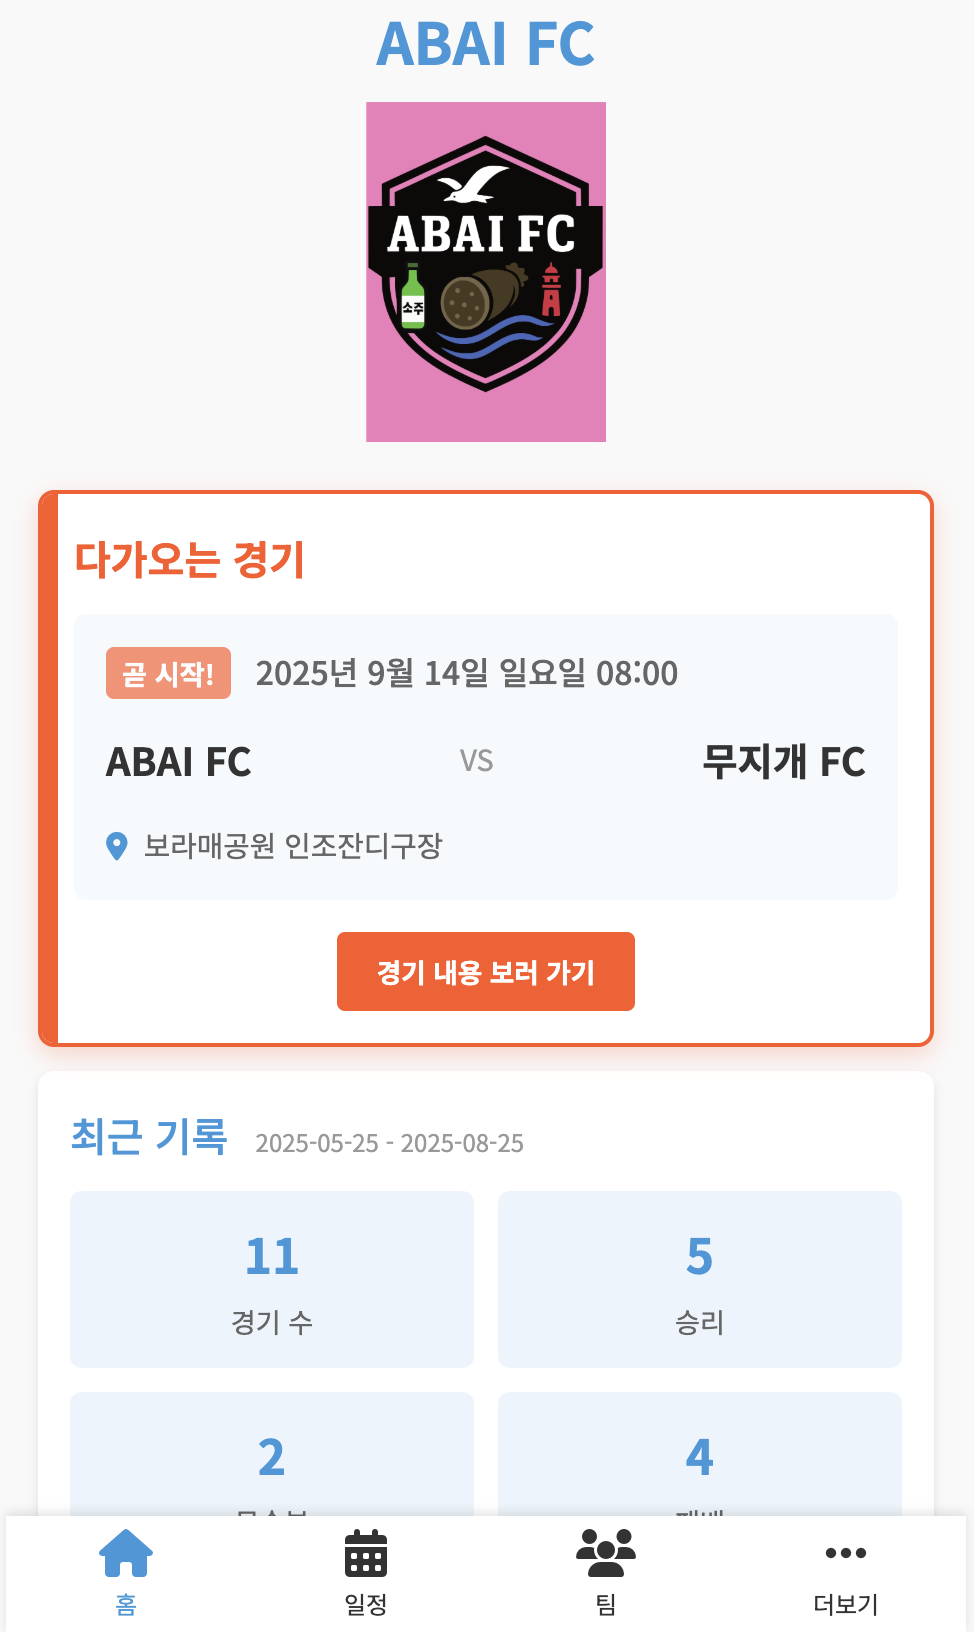 ABAI FC
ABAI FC
소주
다가오는 경기
곧 시작! 2025년 9월 14일 일요일 08:00
ABAI FC VS 무지개 FC
보라매공원 인조잔디구장
경기 내용 보러 가기
최근 기록 2025-05-25 - 2025-08-25
11 5
경기 수 승리
2 4
홈 일정 팀 더보기